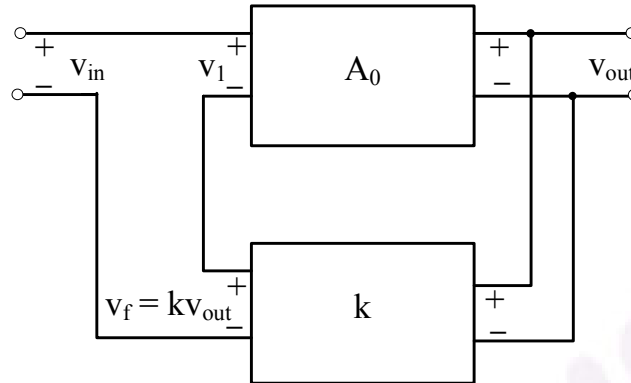 + + +
v_in v_1 A_0 v_out
− − −
+ +
v_f = kv_out k
− −